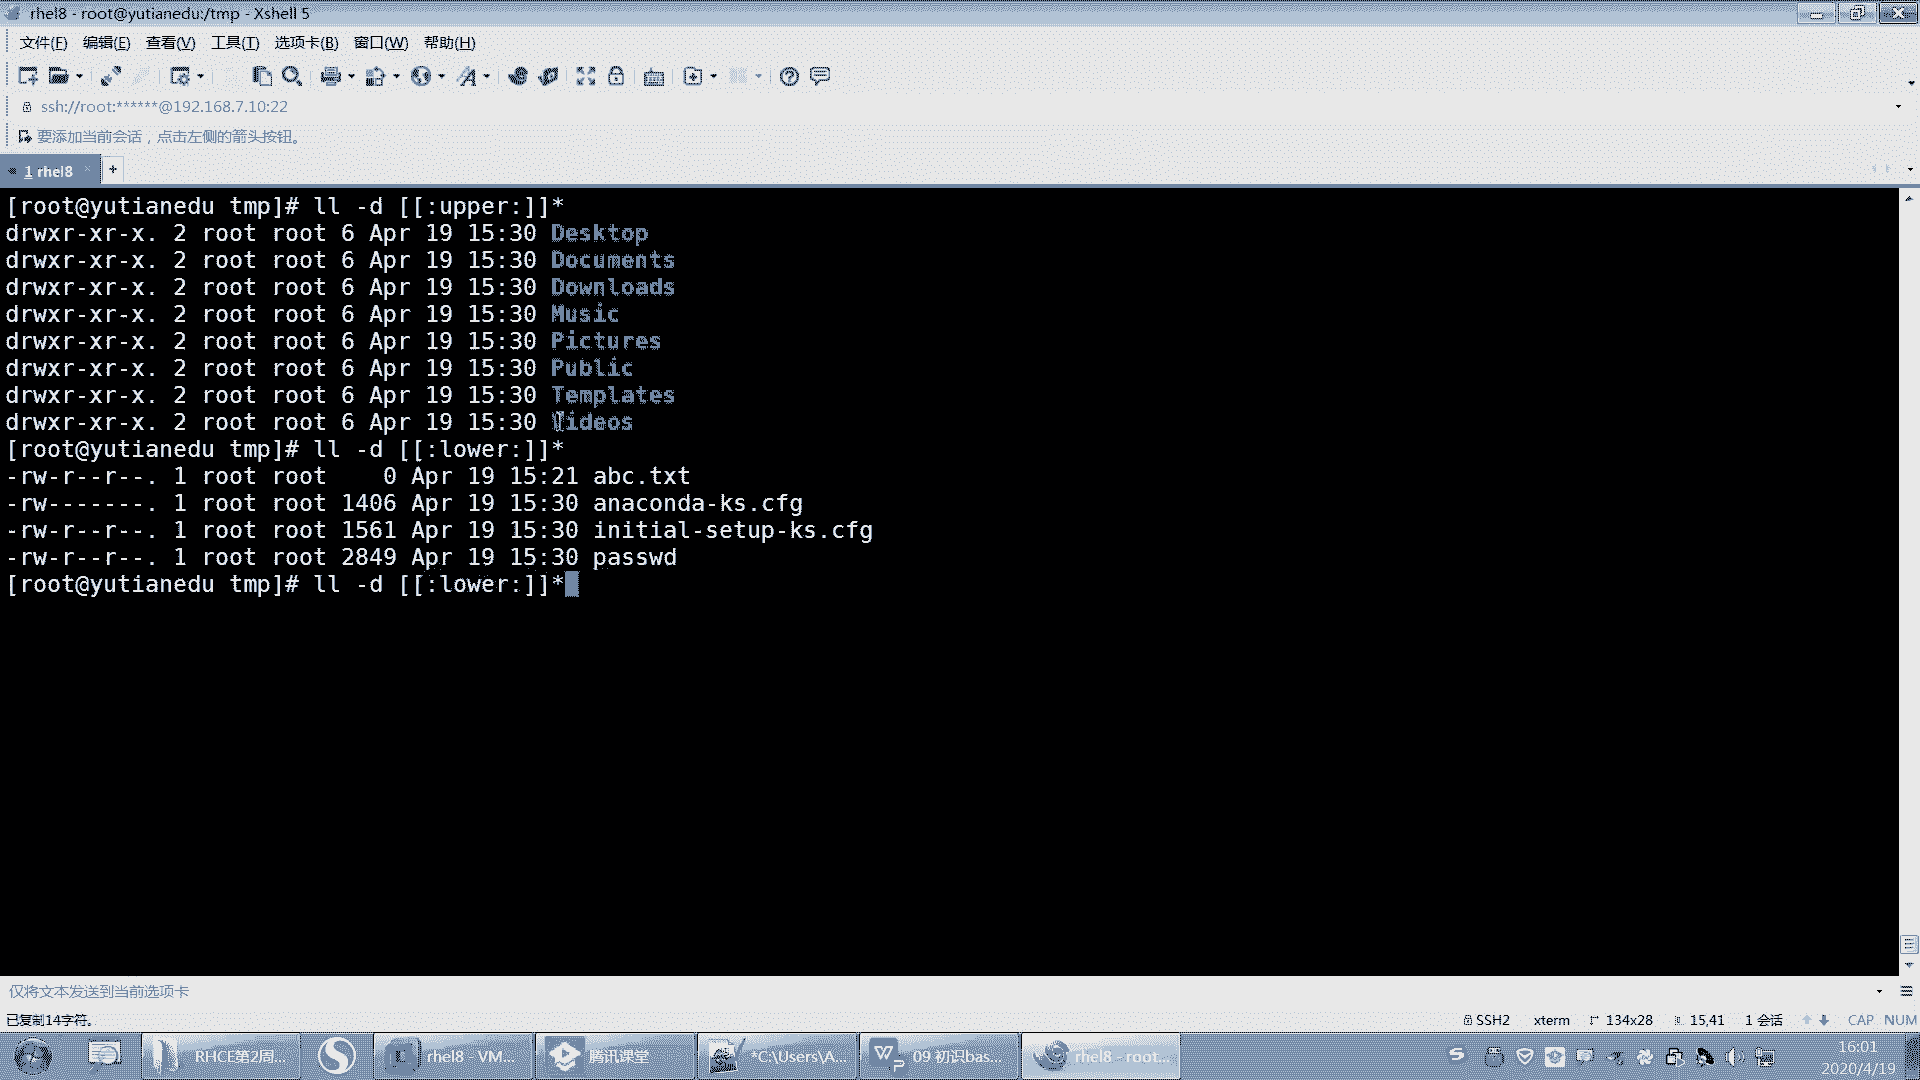 rhel8 - root@yutianedu:/tmp - Xshell 5
文件(F) 编辑(E) 查看(V) 工具(T) 选项卡(B) 窗口(W) 帮助(H)
ssh://root:******@192.168.7.10:22
要添加当前会话，点击左侧的箭头按钮。
1 rhel8 × +
[root@yutianedu tmp]# ll -d [[:upper:]]*
drwxr-xr-x. 2 root root 6 Apr 19 15:30 Desktop
drwxr-xr-x. 2 root root 6 Apr 19 15:30 Documents
drwxr-xr-x. 2 root root 6 Apr 19 15:30 Downloads
drwxr-xr-x. 2 root root 6 Apr 19 15:30 Music
drwxr-xr-x. 2 root root 6 Apr 19 15:30 Pictures
drwxr-xr-x. 2 root root 6 Apr 19 15:30 Public
drwxr-xr-x. 2 root root 6 Apr 19 15:30 Templates
drwxr-xr-x. 2 root root 6 Apr 19 15:30 Videos
[root@yutianedu tmp]# ll -d [[:lower:]]*
-rw-r--r--. 1 root root    0 Apr 19 15:21 abc.txt
-rw-------. 1 root root 1406 Apr 19 15:30 anaconda-ks.cfg
-rw-r--r--. 1 root root 1561 Apr 19 15:30 initial-setup-ks.cfg
-rw-r--r--. 1 root root 2849 Apr 19 15:30 passwd
[root@yutianedu tmp]# ll -d [[:lower:]]*
仅将文本发送到当前选项卡
已复制14字符。 SSH2 xterm 134x28 15,41 1 会话 CAP NUM
RHCE第2周... rhel8 - VM... 腾讯课堂 *C:\Users\A... 09 初识bas... rhel8 - root... 16:01
2020/4/19